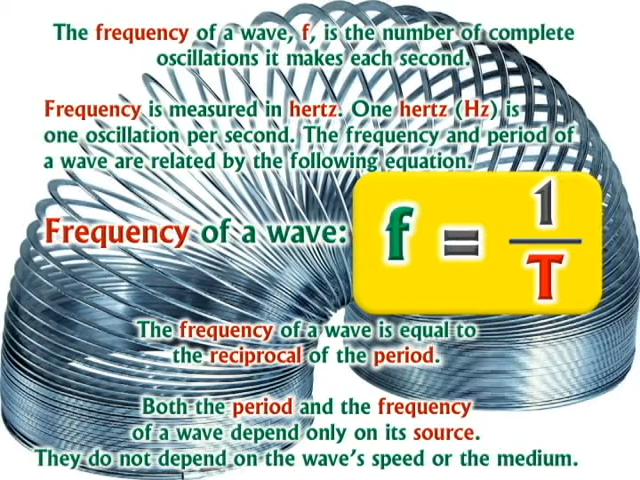 The frequency of a wave, f, is the number of complete
oscillations it makes each second.
Frequency is measured in hertz. One hertz (Hz) is
one oscillation per second. The frequency and period of
a wave are related by the following equation.
Frequency of a wave: f = 1/T
The frequency of a wave is equal to
the reciprocal of the period.
Both the period and the frequency
of a wave depend only on its source.
They do not depend on the wave's speed or the medium.